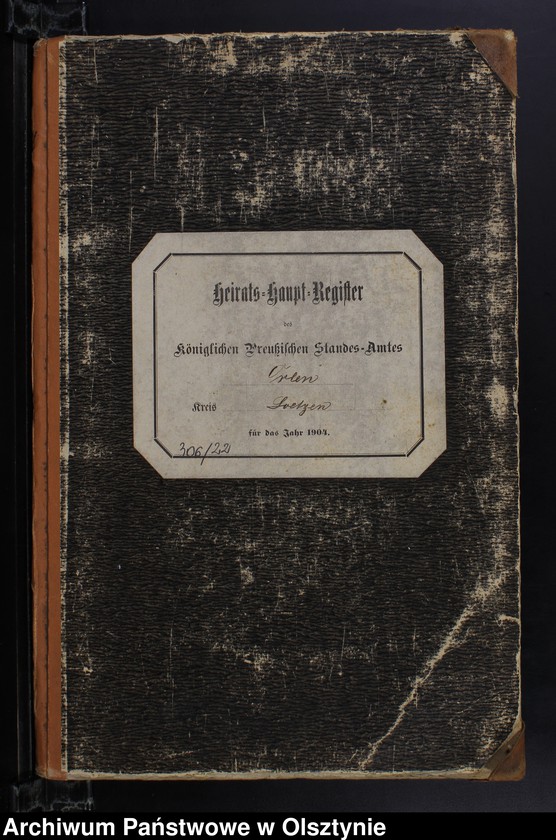 Heirats-Haupt-Register
des
Königlichen Preußischen Standes-Amtes
Orlen
Kreis Loetzen
für das Jahr 1904.
306/22
Archiwum Państwowe w Olsztynie